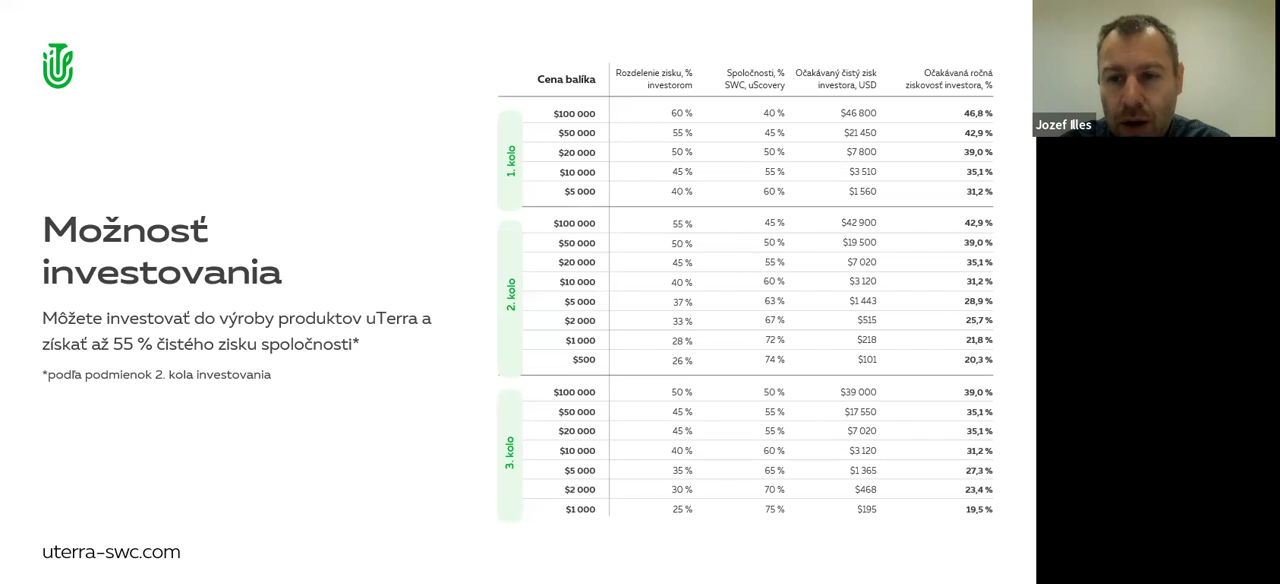 Možnosť
investovania
Môžete investovať do výroby produktov uTerra a
získať až 55 % čistého zisku spoločnosti*
*podľa podmienok 2. kola investovania
uterra-swc.com
Cena balíka Rozdelenie zisku, % investorom Spoločnosti, % SWC, uScovery Očakávaný čistý zisk investora, USD Očakávaná ročná ziskovosť investora, %
1. kolo
$100 000 60 % 40 % $46 800 46,8 %
$50 000 55 % 45 % $21 450 42,9 %
$20 000 50 % 50 % $7 800 39,0 %
$10 000 45 % 55 % $3 510 35,1 %
$5 000 40 % 60 % $1 560 31,2 %
2. kolo
$100 000 55 % 45 % $42 900 42,9 %
$50 000 50 % 50 % $19 500 39,0 %
$20 000 45 % 55 % $7 020 35,1 %
$10 000 40 % 60 % $3 120 31,2 %
$5 000 37 % 63 % $1 443 28,9 %
$2 000 33 % 67 % $515 25,7 %
$1 000 28 % 72 % $218 21,8 %
$500 26 % 74 % $101 20,3 %
3. kolo
$100 000 50 % 50 % $39 000 39,0 %
$50 000 45 % 55 % $17 550 35,1 %
$20 000 45 % 55 % $7 020 35,1 %
$10 000 40 % 60 % $3 120 31,2 %
$5 000 35 % 65 % $1 365 27,3 %
$2 000 30 % 70 % $468 23,4 %
$1 000 25 % 75 % $195 19,5 %
Jozef Illes